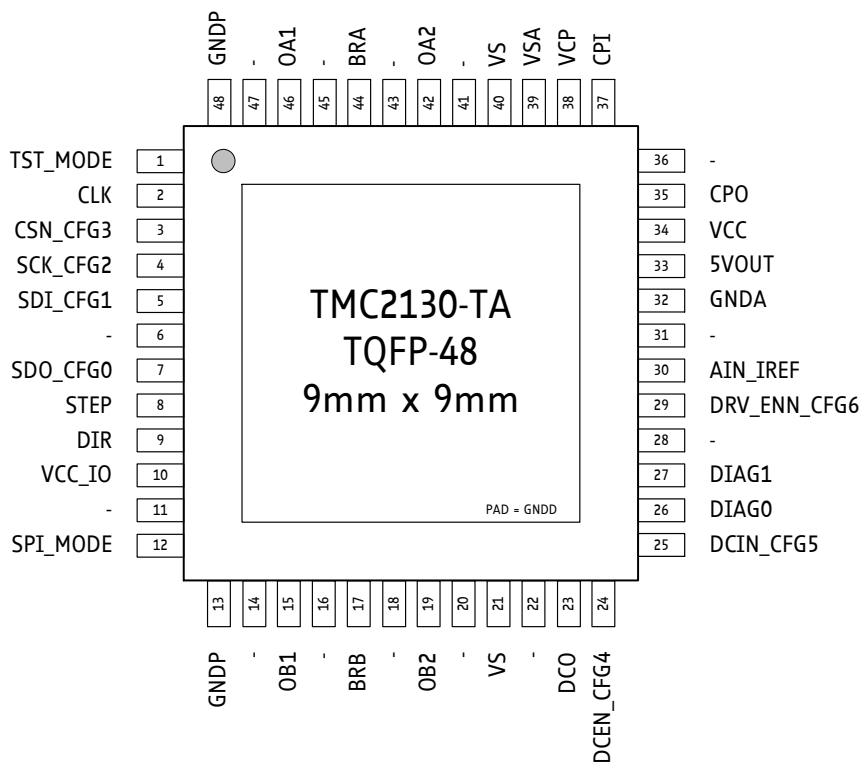 GNDP - OA1 - BRA - OA2 - VS VSA VCP CPI
48 47 46 45 44 43 42 41 40 39 38 37
TST_MODE 1
CLK 2
CSN_CFG3 3
SCK_CFG2 4
SDI_CFG1 5
- 6
SDO_CFG0 7
STEP 8
DIR 9
VCC_IO 10
- 11
SPI_MODE 12
TMC2130-TA
TQFP-48
9mm x 9mm
PAD = GNDD
36 -
35 CPO
34 VCC
33 5VOUT
32 GNDA
31 -
30 AIN_IREF
29 DRV_ENN_CFG6
28 -
27 DIAG1
26 DIAG0
25 DCIN_CFG5
13 14 15 16 17 18 19 20 21 22 23 24
GNDP - OB1 - BRB - OB2 - VS - DCO DCEN_CFG4